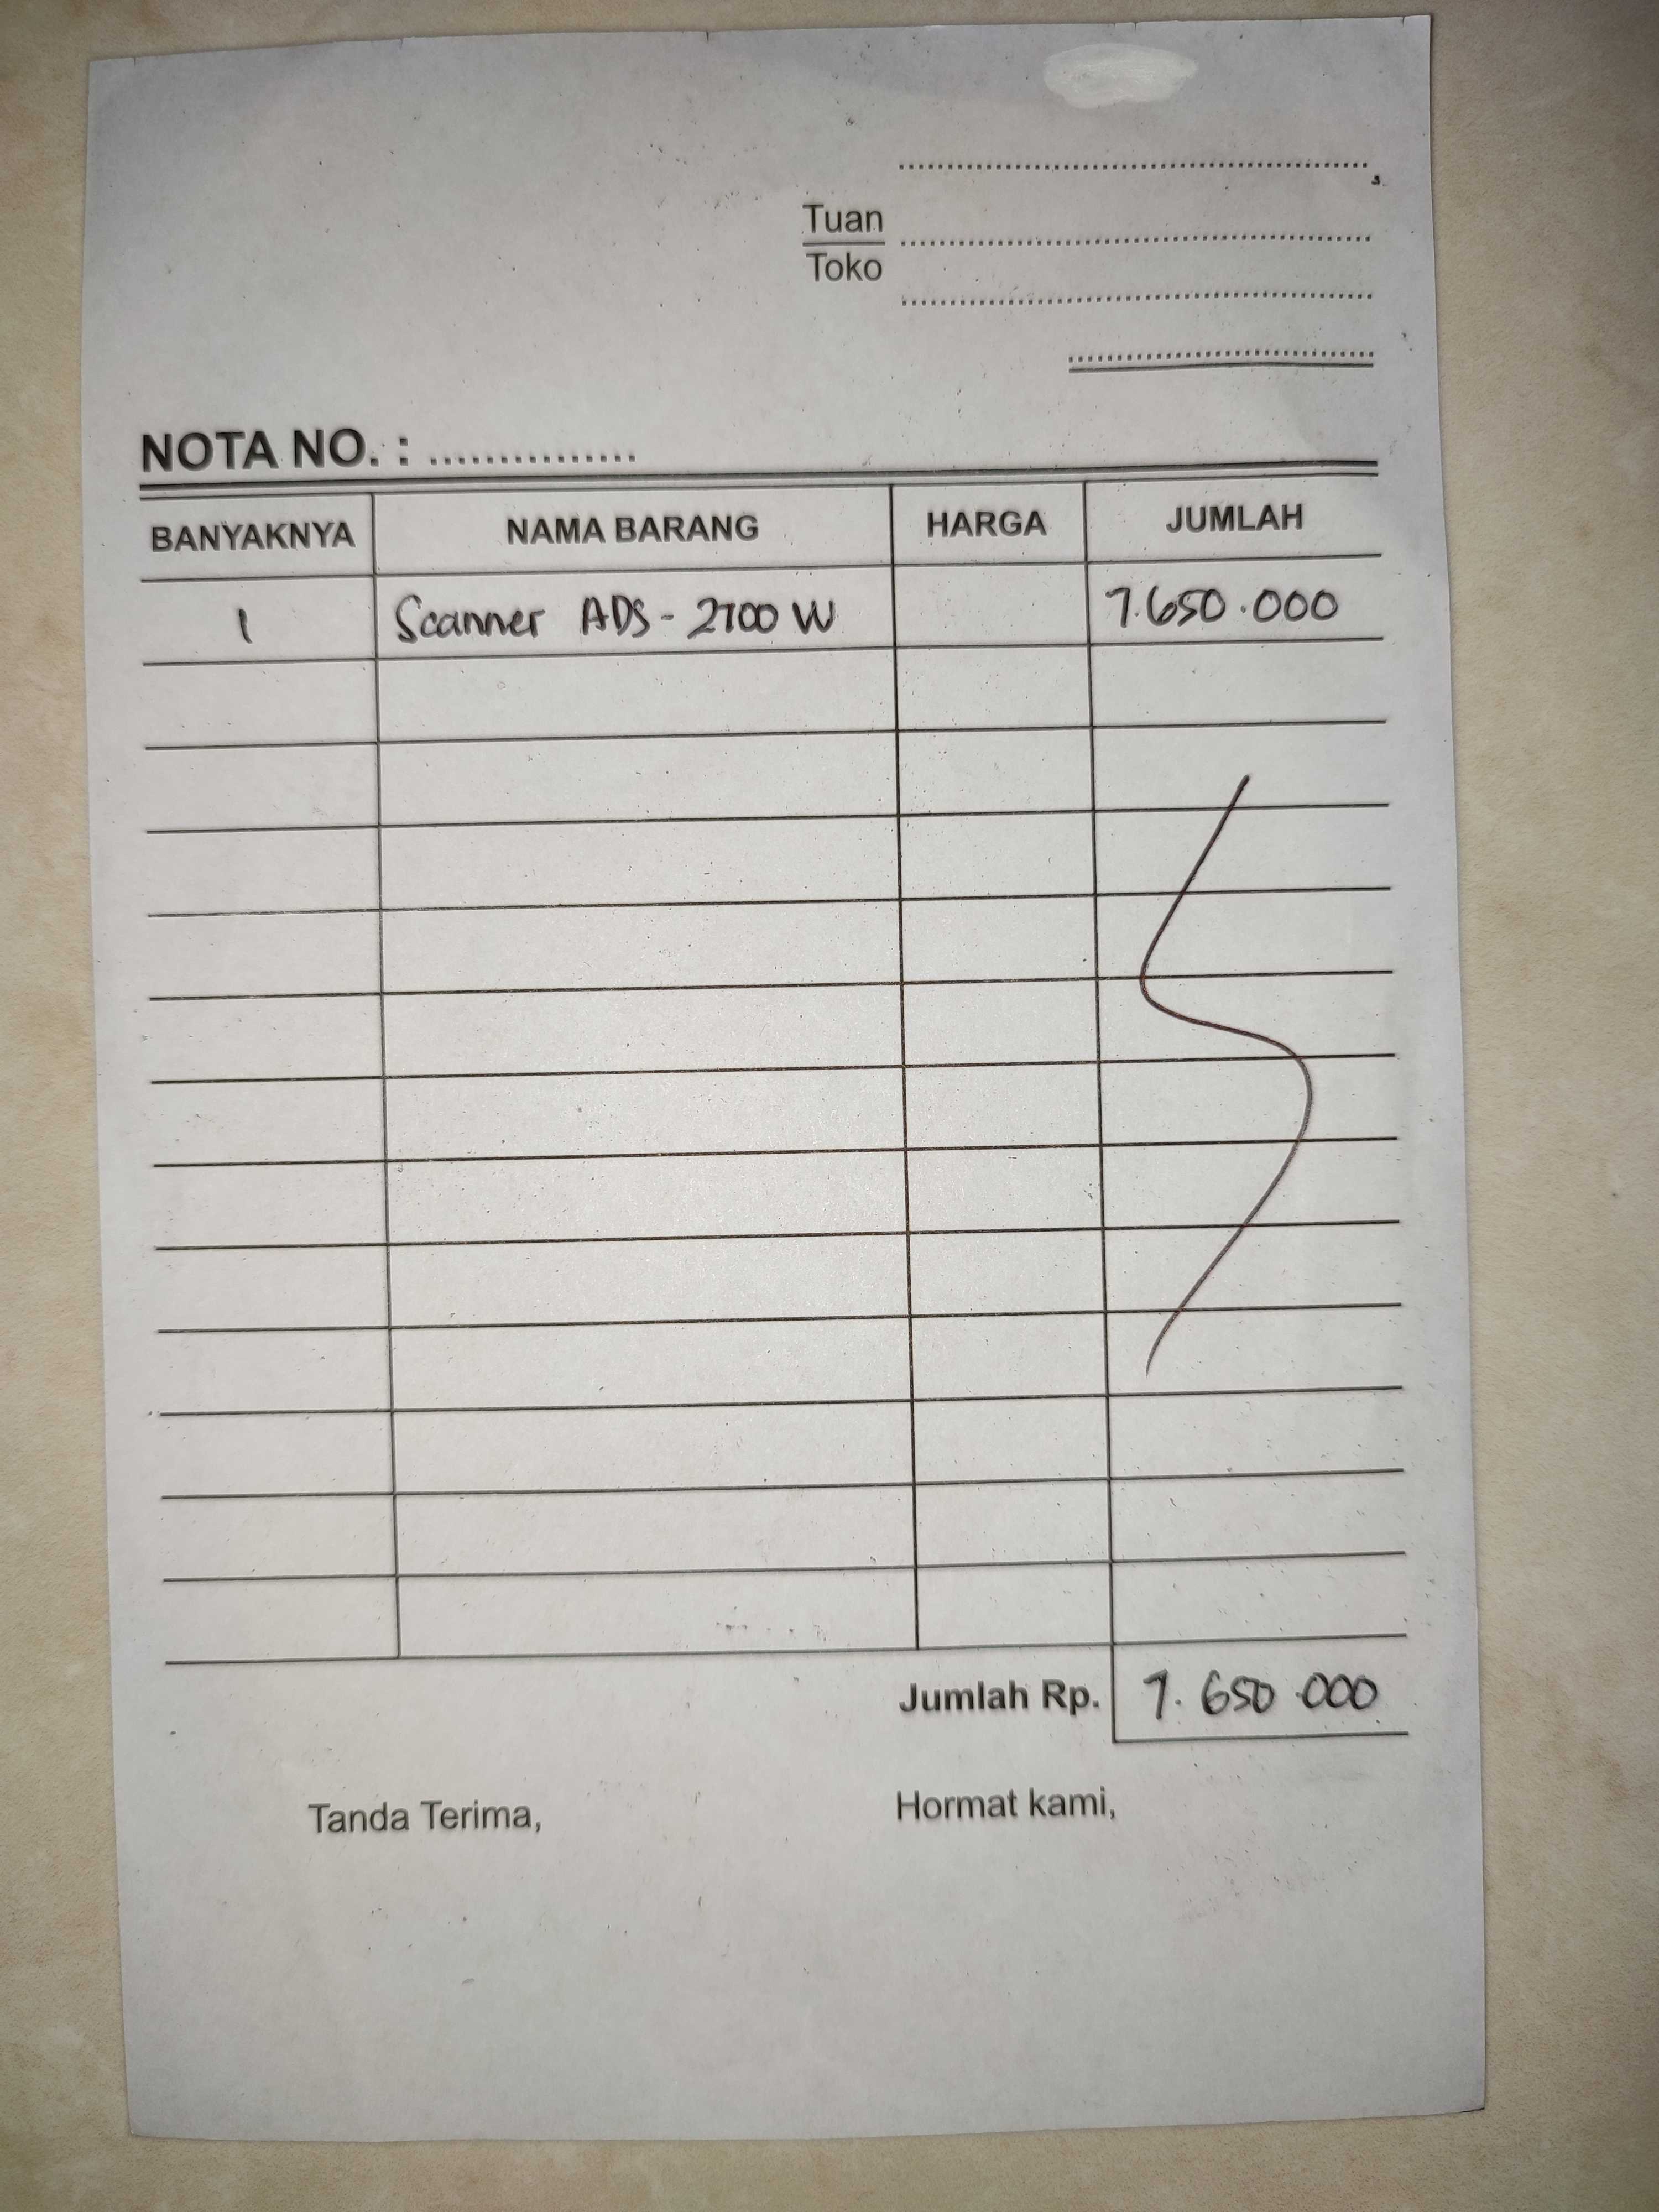 Tuan
Toko
NOTA NO. : ...............
BANYAKNYA NAMA BARANG HARGA JUMLAH
1 Scanner ADS - 2700 W 7.650.000
Jumlah Rp. 7.650.000
Tanda Terima, Hormat kami,